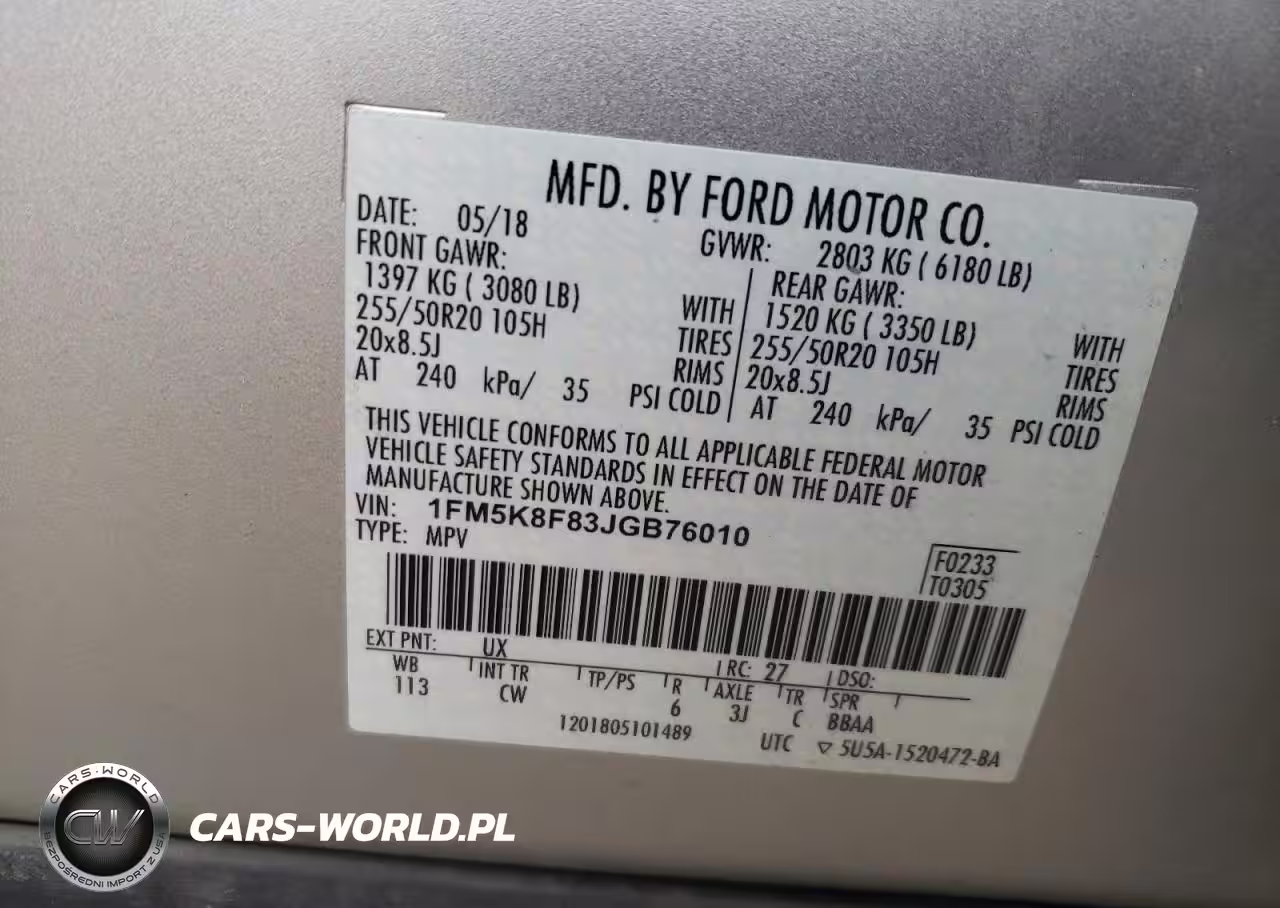 MFD. BY FORD MOTOR CO.
DATE: 05/18
GVWR: 2803 KG ( 6180 LB)
FRONT GAWR:
1397 KG ( 3080 LB) WITH
255/50R20 105H TIRES
20x8.5J RIMS
AT 240 kPa/ 35 PSI COLD
REAR GAWR:
1520 KG ( 3350 LB) WITH
255/50R20 105H TIRES
20x8.5J RIMS
AT 240 kPa/ 35 PSI COLD
THIS VEHICLE CONFORMS TO ALL APPLICABLE FEDERAL MOTOR
VEHICLE SAFETY STANDARDS IN EFFECT ON THE DATE OF
MANUFACTURE SHOWN ABOVE.
VIN: 1FM5K8F83JGB76010
TYPE: MPV
F0233
T0305
EXT PNT: UX RC: 27 DSO:
WB INT TR TP/PS R AXLE TR SPR
113 CW 6 3J C BBAA
1201805101489 UTC ▽ 5U5A-1520472-BA
CARS-WORLD
CW
BEZPOŚREDNI IMPORT Z USA
CARS-WORLD.PL